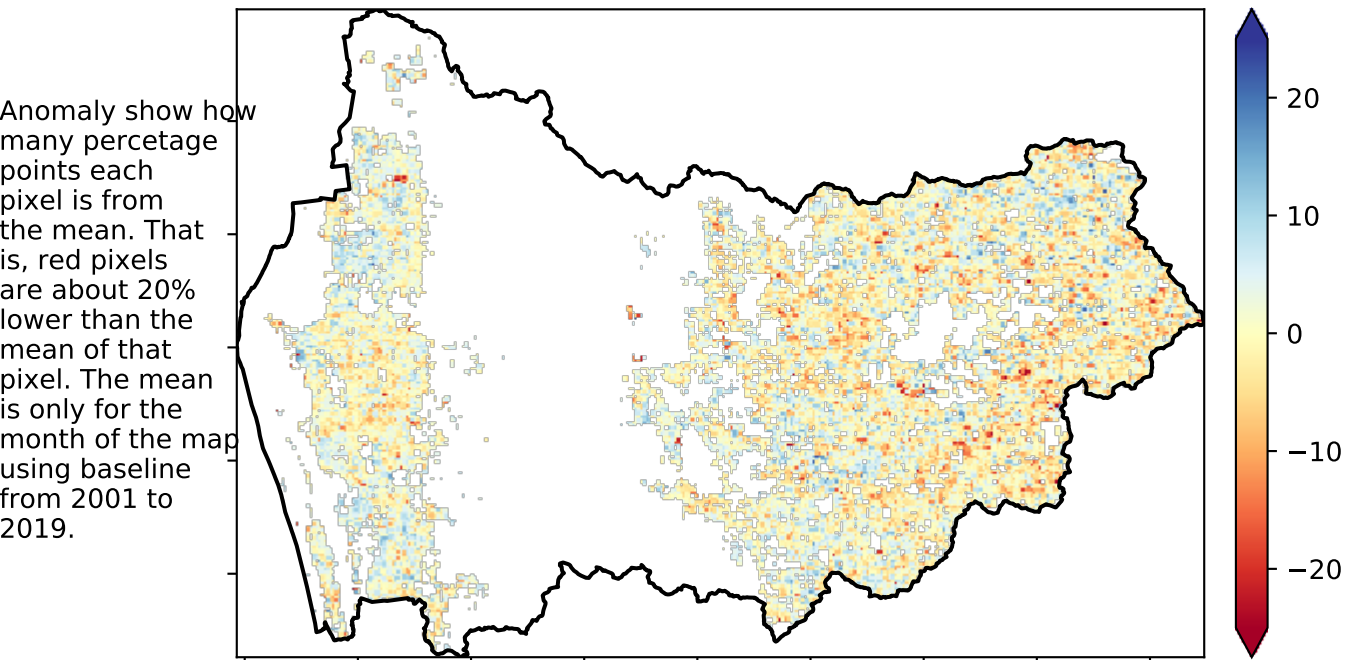 Anomaly show how
many percetage
points each
pixel is from
the mean. That
is, red pixels
are about 20%
lower than the
mean of that
pixel. The mean
is only for the
month of the map
using baseline
from 2001 to
2019.
20
10
0
−10
−20